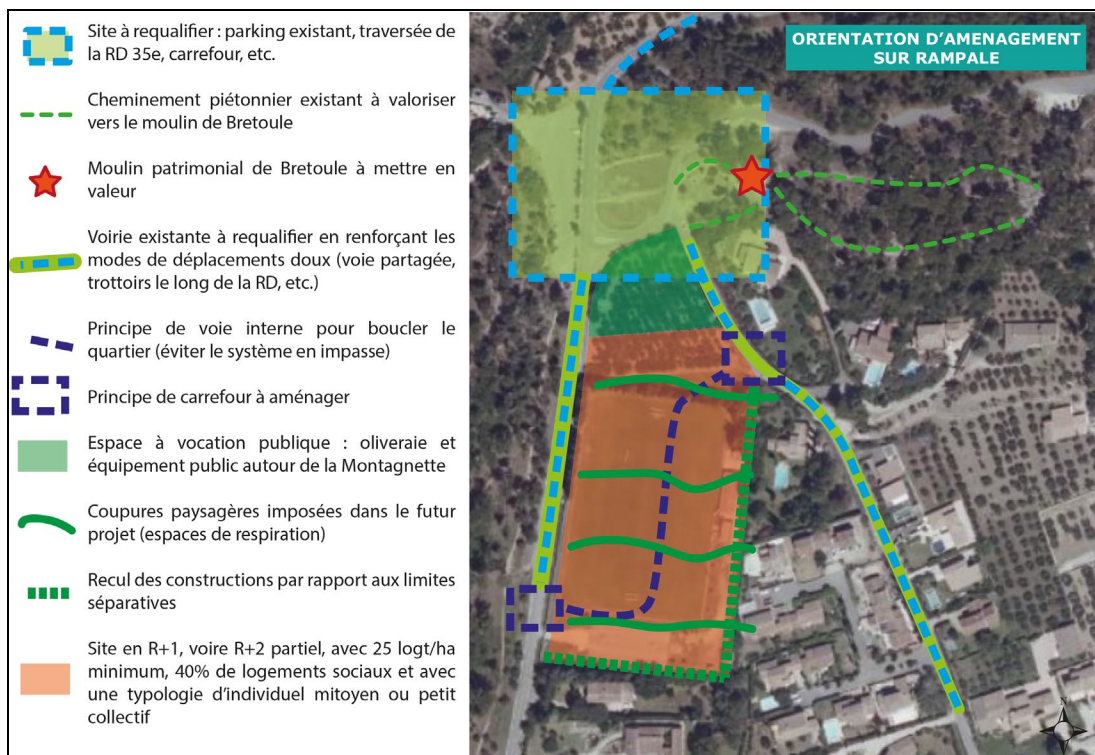 Site à requalifier : parking existant, traversée de
la RD 35e, carrefour, etc.
Cheminement piétonnier existant à valoriser
vers le moulin de Bretoule
Moulin patrimonial de Bretoule à mettre en
valeur
Voirie existante à requalifier en renforçant les
modes de déplacements doux (voie partagée,
trottoirs le long de la RD, etc.)
Principe de voie interne pour boucler le
quartier (éviter le système en impasse)
Principe de carrefour à aménager
Espace à vocation publique : oliveraie et
équipement public autour de la Montagnette
Coupures paysagères imposées dans le futur
projet (espaces de respiration)
Recul des constructions par rapport aux limites
séparatives
Site en R+1, voire R+2 partiel, avec 25 logt/ha
minimum, 40% de logements sociaux et avec
une typologie d'individuel mitoyen ou petit
collectif
ORIENTATION D'AMENAGEMENT
SUR RAMPALE
N